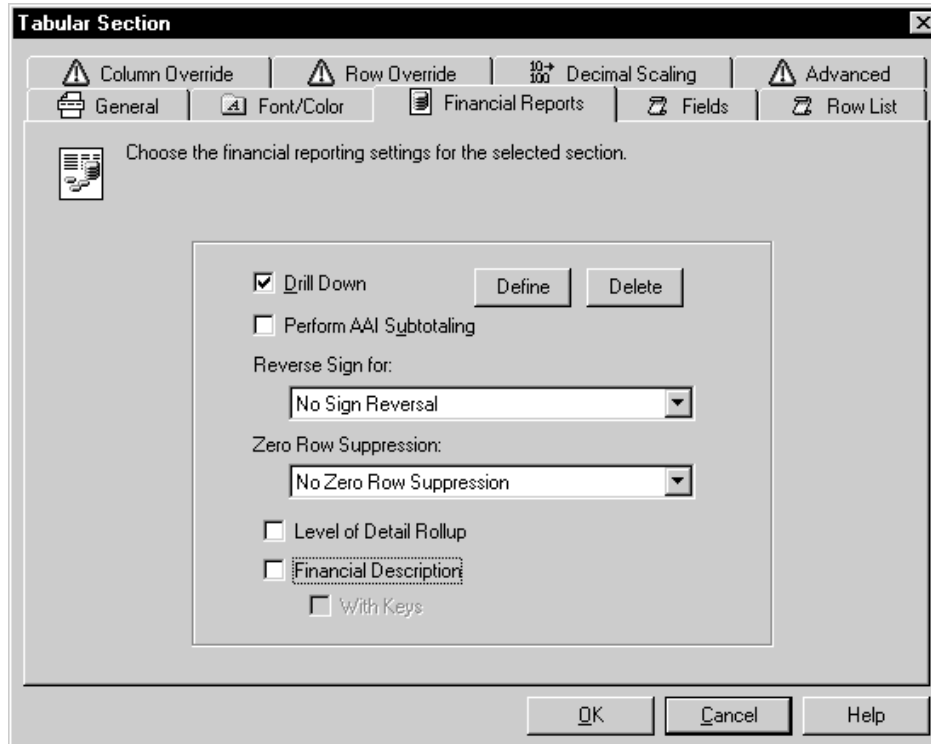 Tabular Section
Column Override
Row Override
10→
100
Decimal Scaling
Advanced
General
A
Font/Color
Financial Reports
Fields
Row List
Choose the financial reporting settings for the selected section.
Drill Down
Define
Delete
Perform AAI Subtotaling
Reverse Sign for:
No Sign Reversal
Zero Row Suppression:
No Zero Row Suppression
Level of Detail Rollup
Financial Description
With Keys
OK
Cancel
Help